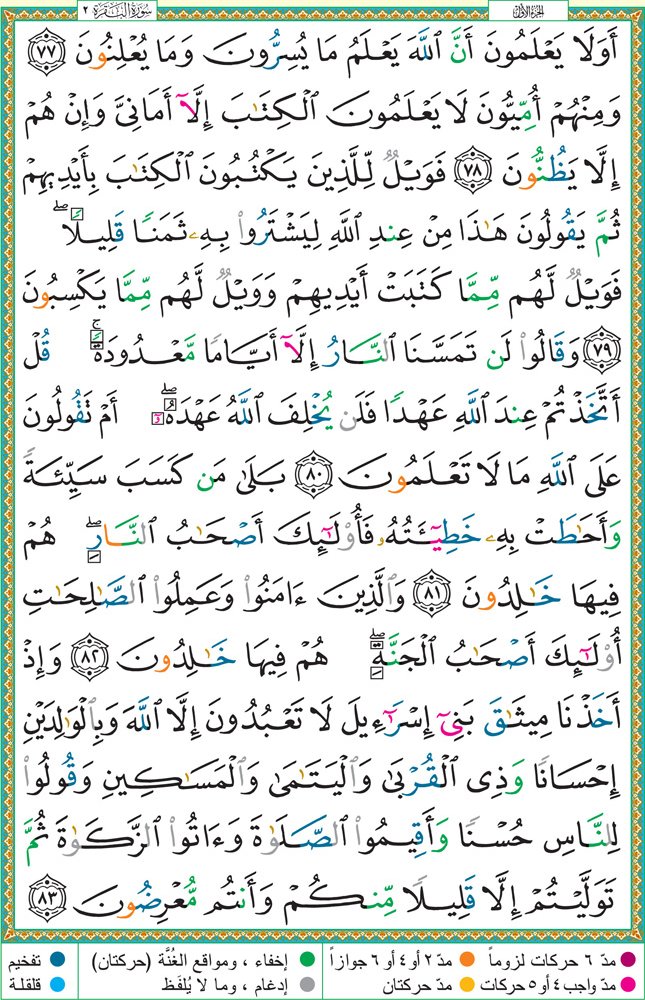 الجزء الأول
سورة البقرة ٢
أَوَلَا يَعْلَمُونَ أَنَّ ٱللَّهَ يَعْلَمُ مَا يُسِرُّونَ وَمَا يُعْلِنُونَ ٧٧
وَمِنْهُمْ أُمِّيُّونَ لَا يَعْلَمُونَ ٱلْكِتَٰبَ إِلَّآ أَمَانِىَّ وَإِنْ هُمْ
إِلَّا يَظُنُّونَ ٧٨ فَوَيْلٌ لِّلَّذِينَ يَكْتُبُونَ ٱلْكِتَٰبَ بِأَيْدِيهِمْ
ثُمَّ يَقُولُونَ هَٰذَا مِنْ عِندِ ٱللَّهِ لِيَشْتَرُوا۟ بِهِۦ ثَمَنًا قَلِيلًا ۖ
فَوَيْلٌ لَّهُم مِّمَّا كَتَبَتْ أَيْدِيهِمْ وَوَيْلٌ لَّهُم مِّمَّا يَكْسِبُونَ
٧٩ وَقَالُوا۟ لَن تَمَسَّنَا ٱلنَّارُ إِلَّآ أَيَّامًا مَّعْدُودَةً ۚ قُلْ
أَتَّخَذْتُمْ عِندَ ٱللَّهِ عَهْدًا فَلَن يُخْلِفَ ٱللَّهُ عَهْدَهُۥٓ ۖ أَمْ تَقُولُونَ
عَلَى ٱللَّهِ مَا لَا تَعْلَمُونَ ٨٠ بَلَىٰ مَن كَسَبَ سَيِّئَةً
وَأَحَٰطَتْ بِهِۦ خَطِيٓـَٔتُهُۥ فَأُو۟لَٰٓئِكَ أَصْحَٰبُ ٱلنَّارِ ۖ هُمْ
فِيهَا خَٰلِدُونَ ٨١ وَٱلَّذِينَ ءَامَنُوا۟ وَعَمِلُوا۟ ٱلصَّٰلِحَٰتِ
أُو۟لَٰٓئِكَ أَصْحَٰبُ ٱلْجَنَّةِ ۖ هُمْ فِيهَا خَٰلِدُونَ ٨٢ وَإِذْ
أَخَذْنَا مِيثَٰقَ بَنِىٓ إِسْرَٰٓءِيلَ لَا تَعْبُدُونَ إِلَّا ٱللَّهَ وَبِٱلْوَٰلِدَيْنِ
إِحْسَانًا وَذِى ٱلْقُرْبَىٰ وَٱلْيَتَٰمَىٰ وَٱلْمَسَٰكِينِ وَقُولُوا۟
لِلنَّاسِ حُسْنًا وَأَقِيمُوا۟ ٱلصَّلَوٰةَ وَءَاتُوا۟ ٱلزَّكَوٰةَ ثُمَّ
تَوَلَّيْتُمْ إِلَّا قَلِيلًا مِّنكُمْ وَأَنتُم مُّعْرِضُونَ ٨٣
مدّ ٦ حركات لزوماً مدّ ٢ أو ٤ أو ٦ جوازاً إخفاء ، ومواقع الغُنَّة (حركتان) تفخيم
مدّ واجب ٤ أو ٥ حركات مدّ حركتان إدغام ، وما لا يُلفَظ قلقلة